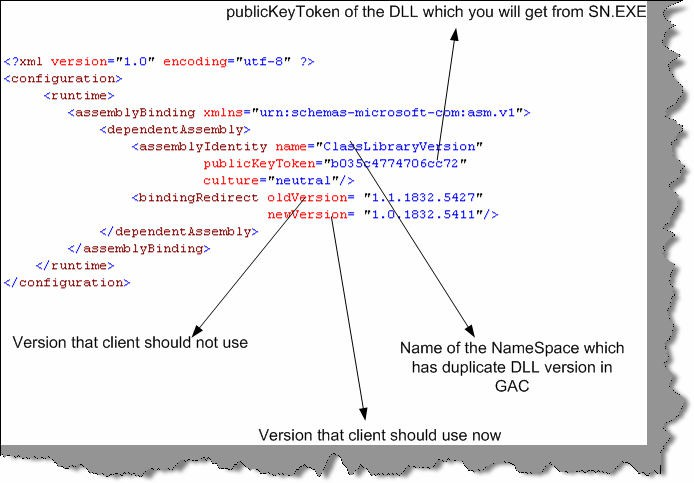 publicKeyToken of the DLL which you will get from SN.EXE
<?xml version="1.0" encoding="utf-8" ?>
<configuration>
<runtime>
<assemblyBinding xmlns="urn:schemas-microsoft-com:asm.v1">
<dependentAssembly>
<assemblyIdentity name="ClassLibraryVersion"
publicKeyToken="b035c4774706cc72"
culture="neutral"/>
<bindingRedirect oldVersion= "1.1.1832.5427"
newVersion= "1.0.1832.5411"/>
</dependentAssembly>
</assemblyBinding>
</runtime>
</configuration>
Version that client should not use
Name of the NameSpace which
has duplicate DLL version in
GAC
Version that client should use now